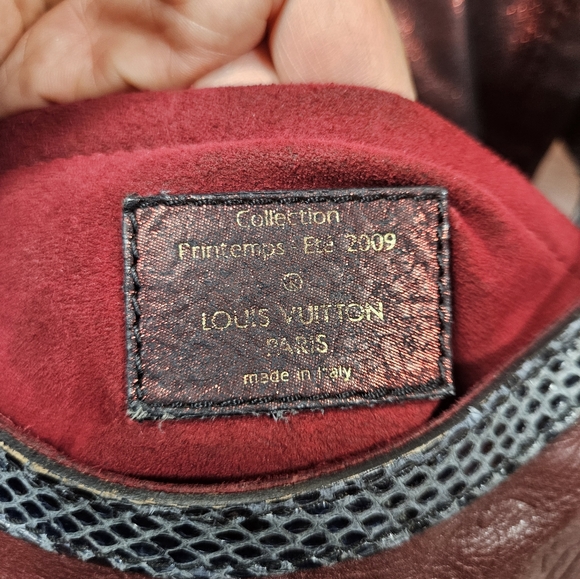 Collection
Printemps Eté 2009
®
LOUIS VUITTON
PARIS
made in Italy